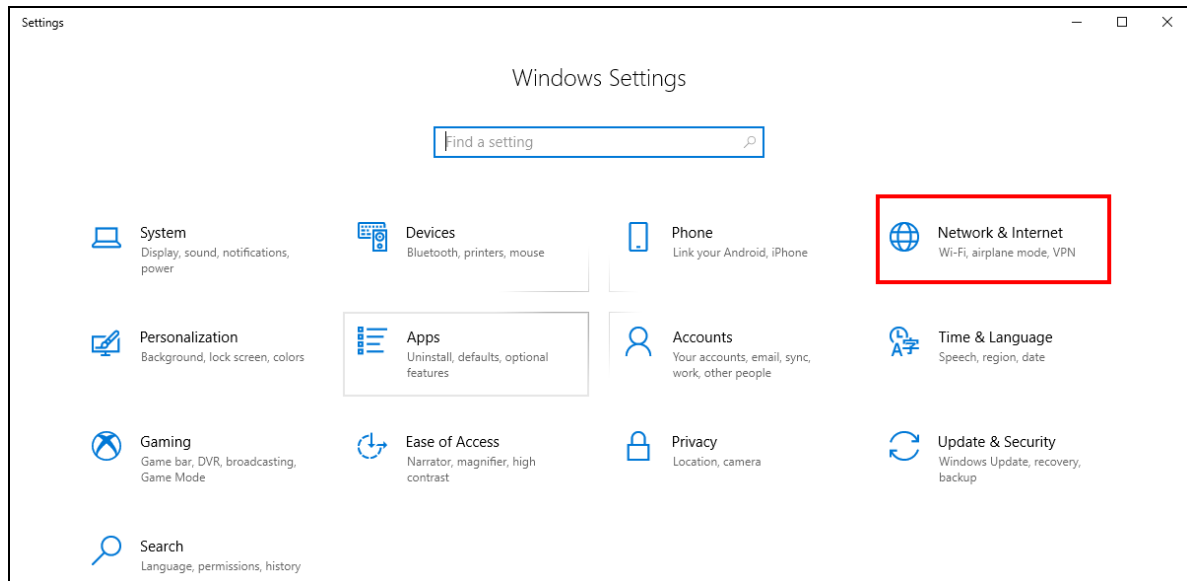 Settings
Windows Settings
Find a setting
System
Display, sound, notifications,
power
Devices
Bluetooth, printers, mouse
Phone
Link your Android, iPhone
Network & Internet
Wi-Fi, airplane mode, VPN
Personalization
Background, lock screen, colors
Apps
Uninstall, defaults, optional
features
Accounts
Your accounts, email, sync,
work, other people
Time & Language
Speech, region, date
Gaming
Game bar, DVR, broadcasting,
Game Mode
Ease of Access
Narrator, magnifier, high
contrast
Privacy
Location, camera
Update & Security
Windows Update, recovery,
backup
Search
Language, permissions, history